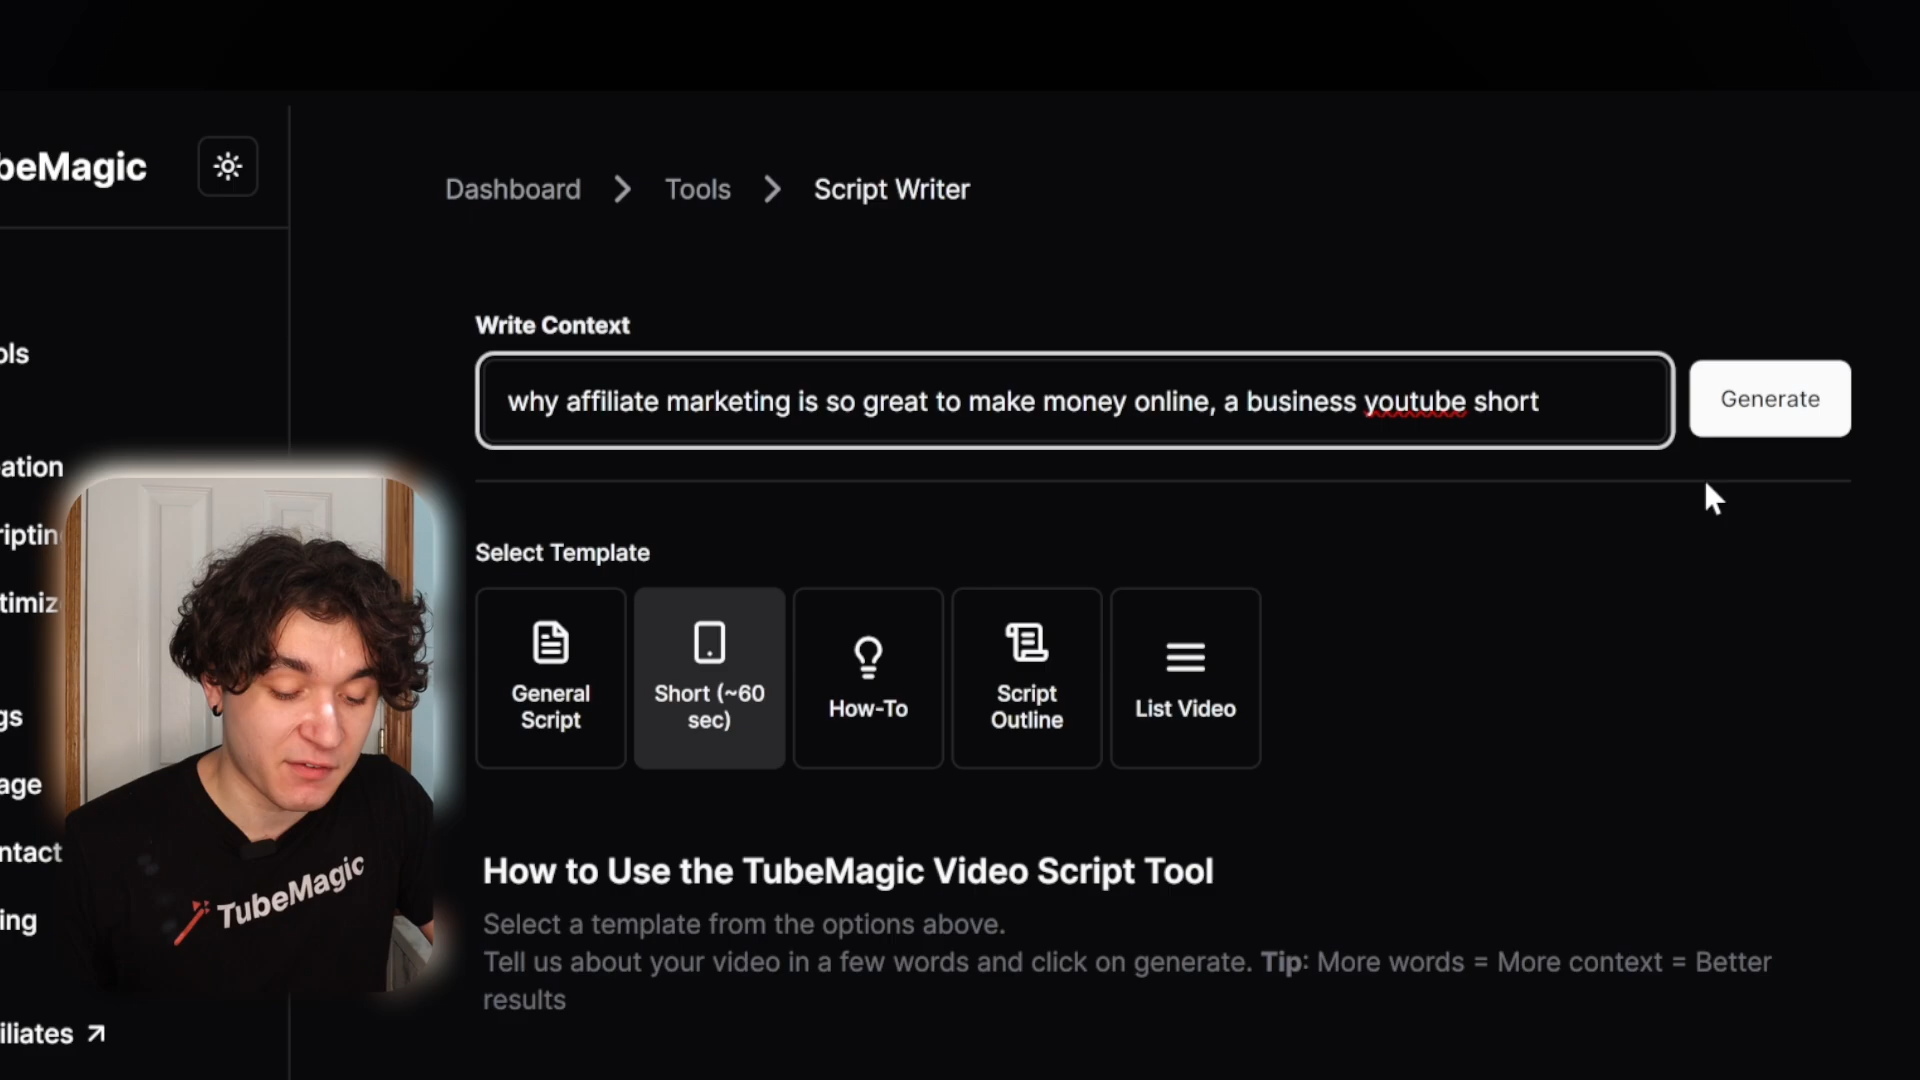 beMagic
Dashboard > Tools > Script Writer
Write Context
why affiliate marketing is so great to make money online, a business youtube short
Generate
ols
eation
ripting
timiz
gs
age
ntact
ing
iliates
Select Template
General
Script
Short (~60
sec)
How-To
Script
Outline
List Video
How to Use the TubeMagic Video Script Tool
Select a template from the options above.
Tell us about your video in a few words and click on generate. Tip: More words = More context = Better
results
TubeMagic